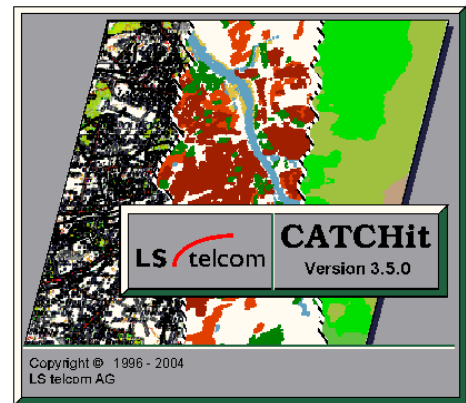 LS telcom
CATCHit
Version 3.5.0
Copyright © 1996 - 2004
LS telcom AG